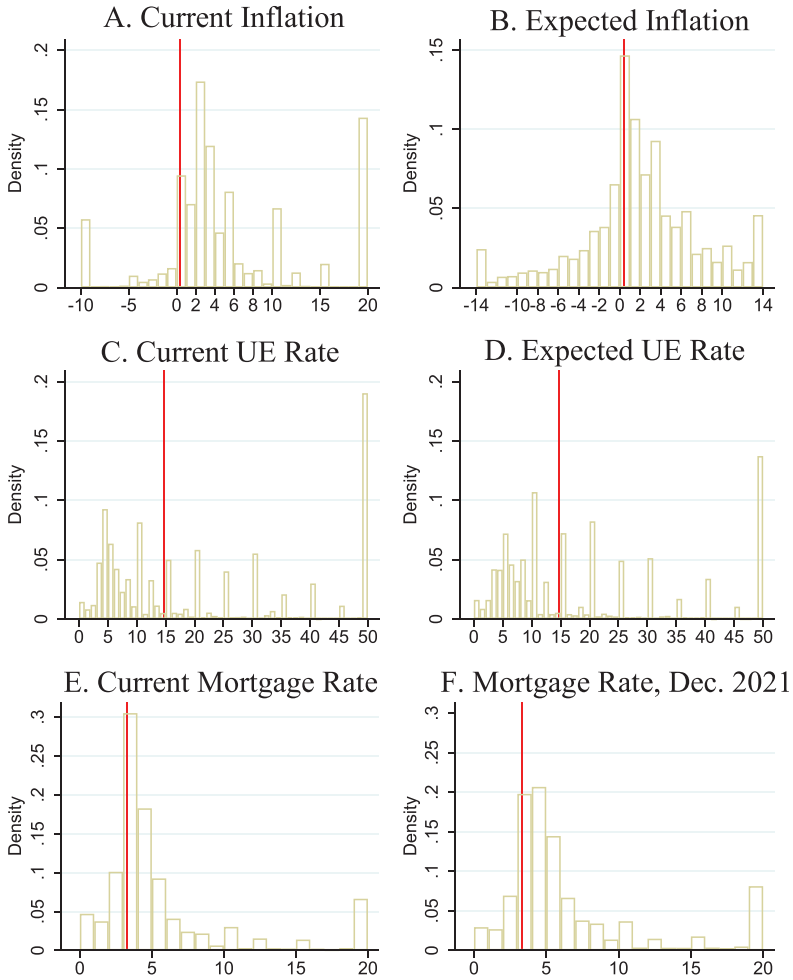 A. Current Inflation
Density
0 .05 .1 .15 .2
-10 -5 0 2 4 6 8 10 15 20
B. Expected Inflation
Density
0 .05 .1 .15
-14 -10 -8 -6 -4 -2 0 2 4 6 8 10 14
C. Current UE Rate
Density
0 .05 .1 .15 .2
0 5 10 15 20 25 30 35 40 45 50
D. Expected UE Rate
Density
0 .05 .1 .15 .2
0 5 10 15 20 25 30 35 40 45 50
E. Current Mortgage Rate
Density
0 .05 .1 .15 .2 .25 .3
0 5 10 15 20
F. Mortgage Rate, Dec. 2021
Density
0 .05 .1 .15 .2 .25 .3
0 5 10 15 20